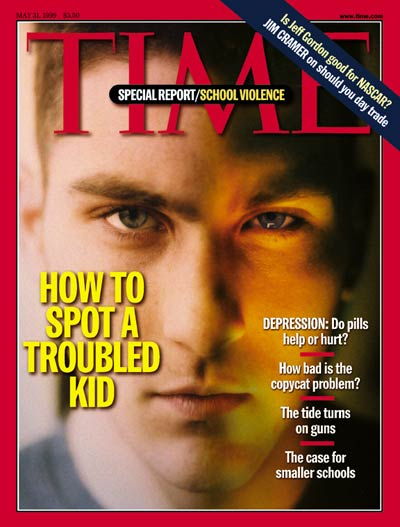 MAY 31, 1999 $3.50
www.time.com
Is Jeff Gordon good for NASCAR?
JIM CRAMER on should you day trade
TIME
SPECIAL REPORT/SCHOOL VIOLENCE
HOW TO
SPOT A
TROUBLED
KID
DEPRESSION: Do pills
help or hurt?
How bad is the
copycat problem?
The tide turns
on guns
The case for
smaller schools